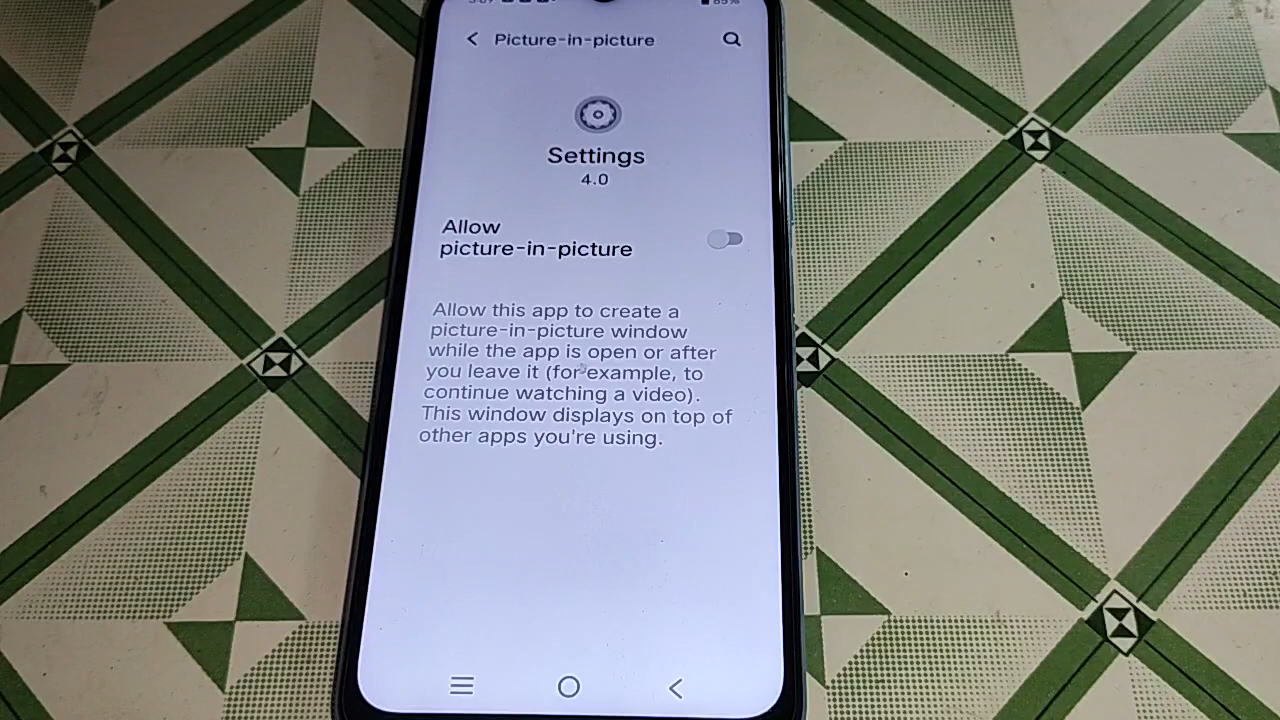 Picture-in-picture
Settings
4.0
Allow
picture-in-picture
Allow this app to create a
picture-in-picture window
while the app is open or after
you leave it (for example, to
continue watching a video).
This window displays on top of
other apps you're using.